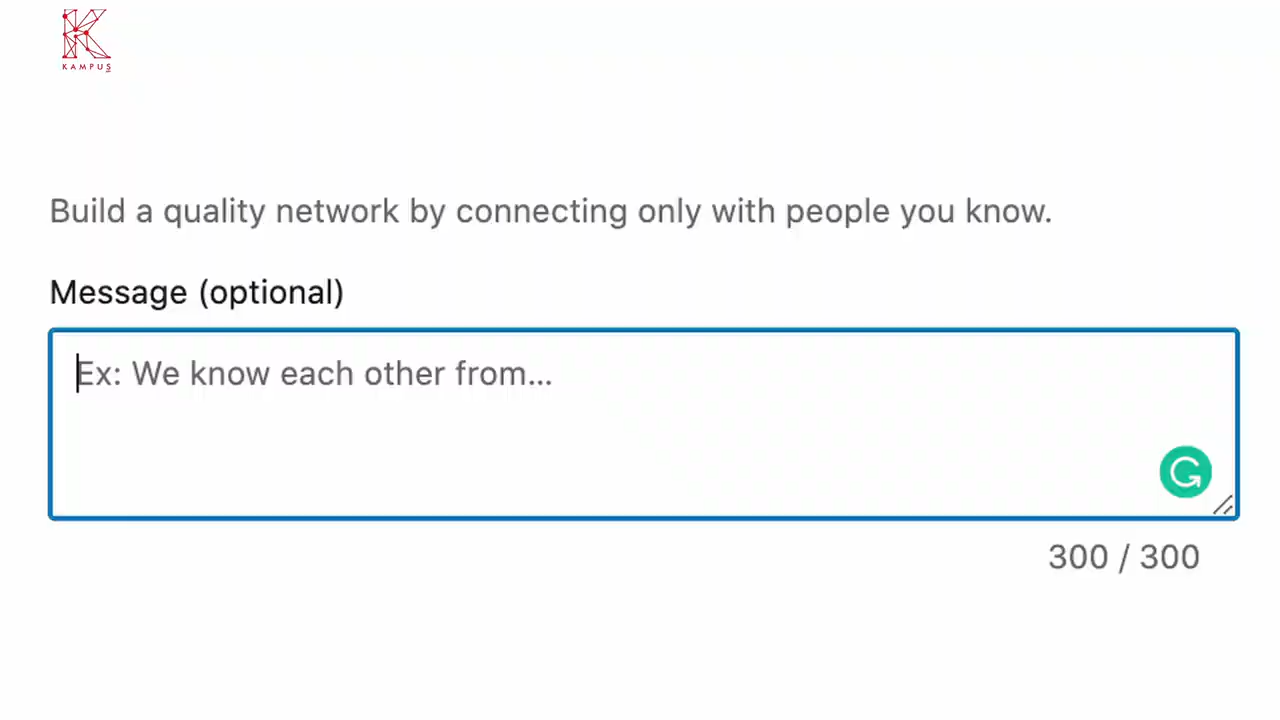 KAMPUS
Build a quality network by connecting only with people you know.
Message (optional)
Ex: We know each other from...
300 / 300